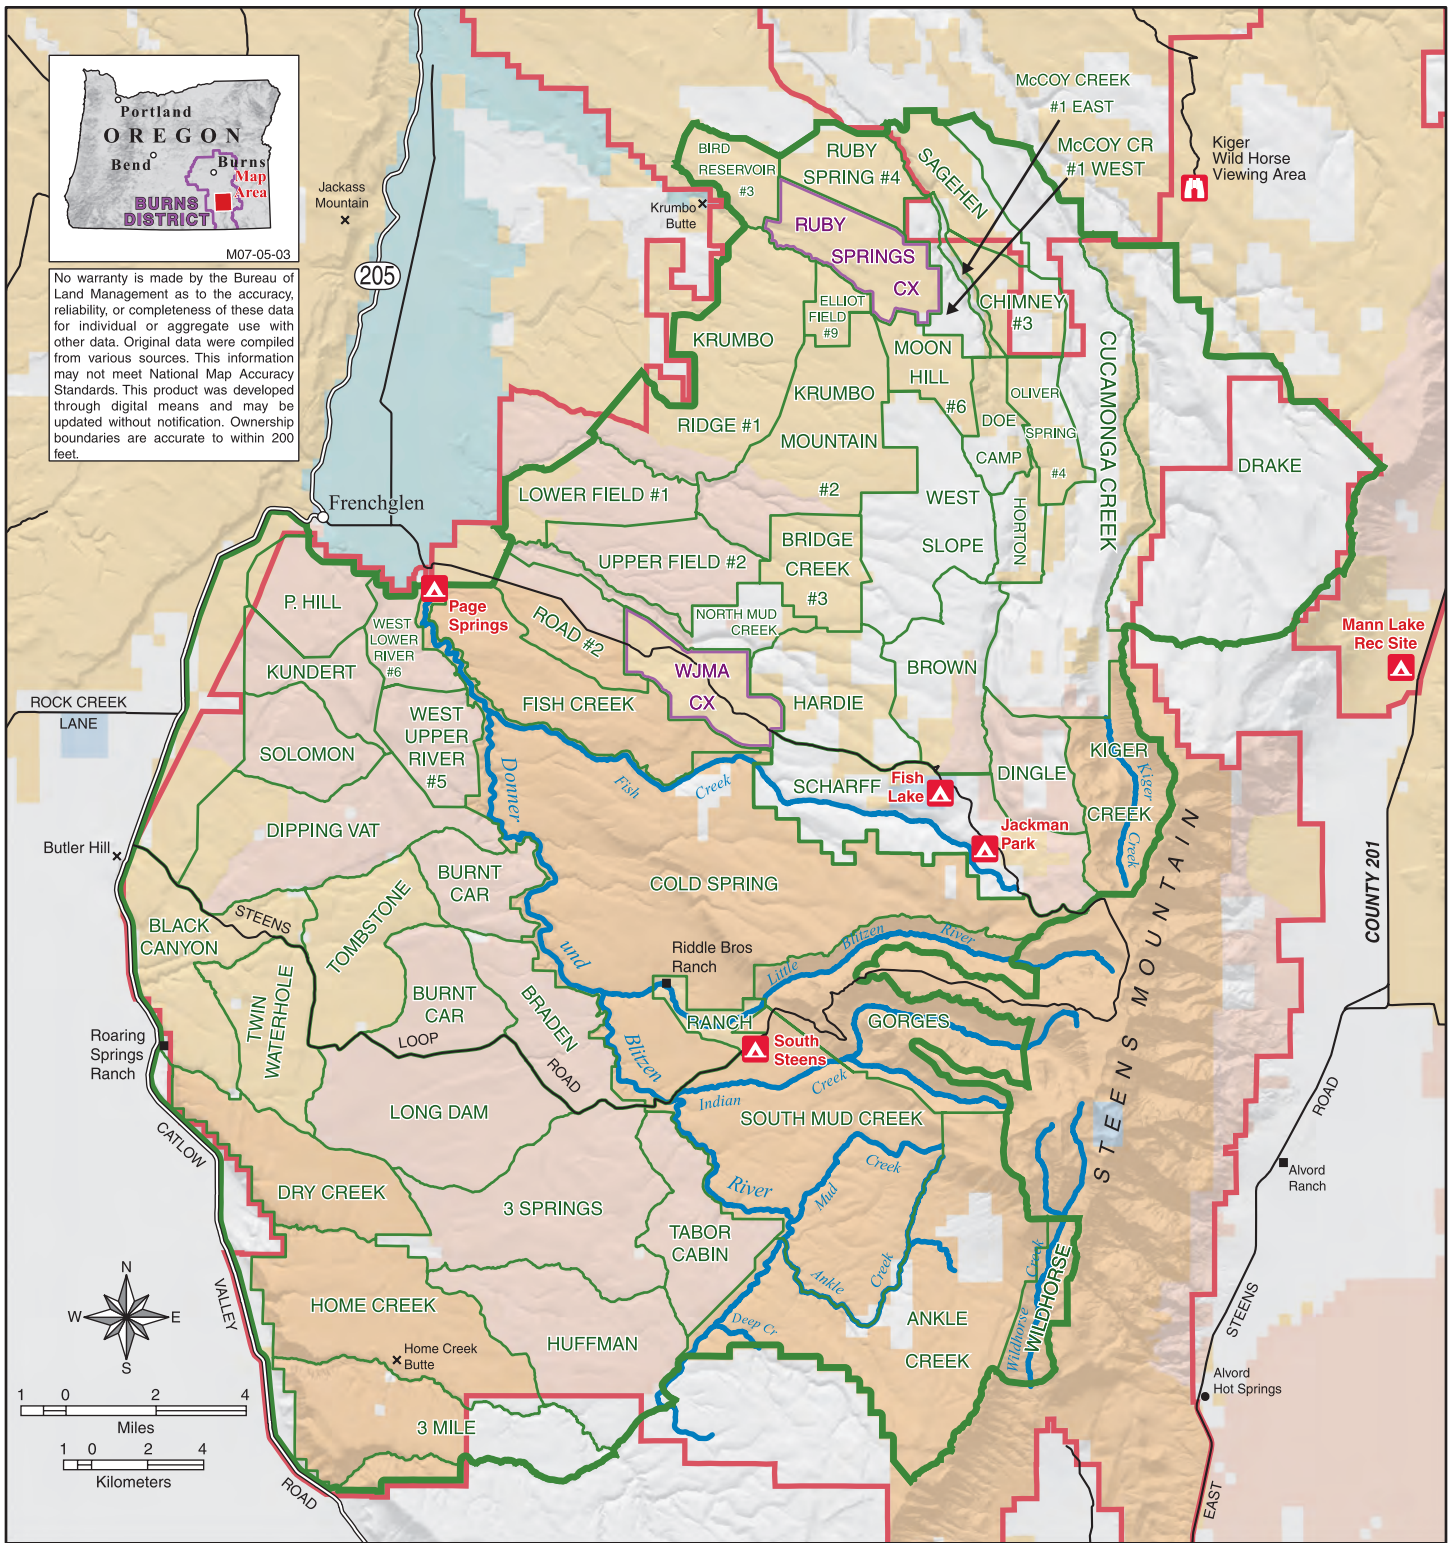 Portland
OREGON
Bend
Burns
Map
Area
BURNS
DISTRICT
M07-05-03
No warranty is made by the Bureau of
Land Management as to the accuracy,
reliability, or completeness of these data
for individual or aggregate use with
other data. Original data were compiled
from various sources. This information
may not meet National Map Accuracy
Standards. This product was developed
through digital means and may be
updated without notification. Ownership
boundaries are accurate to within 200
feet.
Jackass
Mountain
205
Krumbo
Butte
BIRD
RESERVOIR
#3
RUBY
SPRING #4
SAGEHEN
McCOY CREEK
#1 EAST
McCOY CR
#1 WEST
Kiger
Wild Horse
Viewing Area
RUBY
SPRINGS
CX
ELLIOT
FIELD
#9
CHIMNEY
#3
KRUMBO
RIDGE #1
KRUMBO
MOUNTAIN
#2
MOON
HILL
#6
OLIVER
SPRING
#4
DOE
CAMP
CUCAMONGA CREEK
DRAKE
LOWER FIELD #1
WEST
SLOPE
HORTON
Frenchglen
UPPER FIELD #2
BRIDGE
CREEK
#3
P. HILL
Page
Springs
WEST
LOWER
RIVER
#6
ROAD #2
NORTH MUD
CREEK
Mann Lake
Rec Site
KUNDERT
WJMA
CX
BROWN
ROCK CREEK
LANE
FISH CREEK
HARDIE
WEST
UPPER
RIVER
#5
SOLOMON
KIGER
CREEK
Kiger
Creek
DINGLE
Donner
Fish
Creek
SCHARFF
Fish
Lake
Jackman
Park
DIPPING VAT
Butler Hill
BURNT
CAR
COLD SPRING
STEENS MOUNTAIN
COUNTY 201
STEENS
TOMBSTONE
BLACK
CANYON
und
Riddle Bros
Ranch
Little
Blitzen
River
TWIN
WATERHOLE
BURNT
CAR
BRADEN
RANCH
GORGES
Roaring
Springs
Ranch
LOOP
ROAD
Blitzen
South
Steens
Indian
Creek
LONG DAM
SOUTH MUD CREEK
ROAD
CATLOW
Creek
Mud
Alvord
Ranch
DRY CREEK
3 SPRINGS
River
TABOR
CABIN
N
W
E
S
VALLEY
Ankle
Creek
Creek
WILDHORSE
HOME CREEK
HUFFMAN
Deep Cr
ANKLE
CREEK
Wildhorse
STEENS
Home Creek
Butte
Alvord
Hot Springs
1 0 2 4
Miles
3 MILE
1 0 2 4
Kilometers
ROAD
EAST